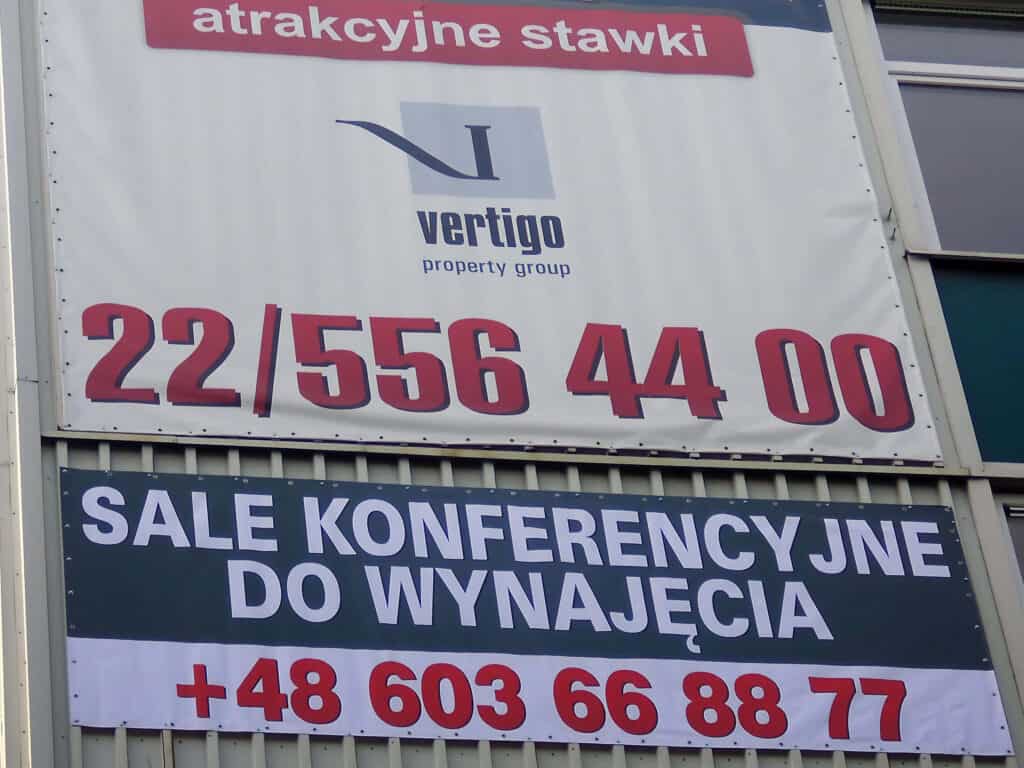 atrakcyjne stawki
vertigo
property group
22/556 44 00
SALE KONFERENCYJNE
DO WYNAJĘCIA
+48 603 66 88 77